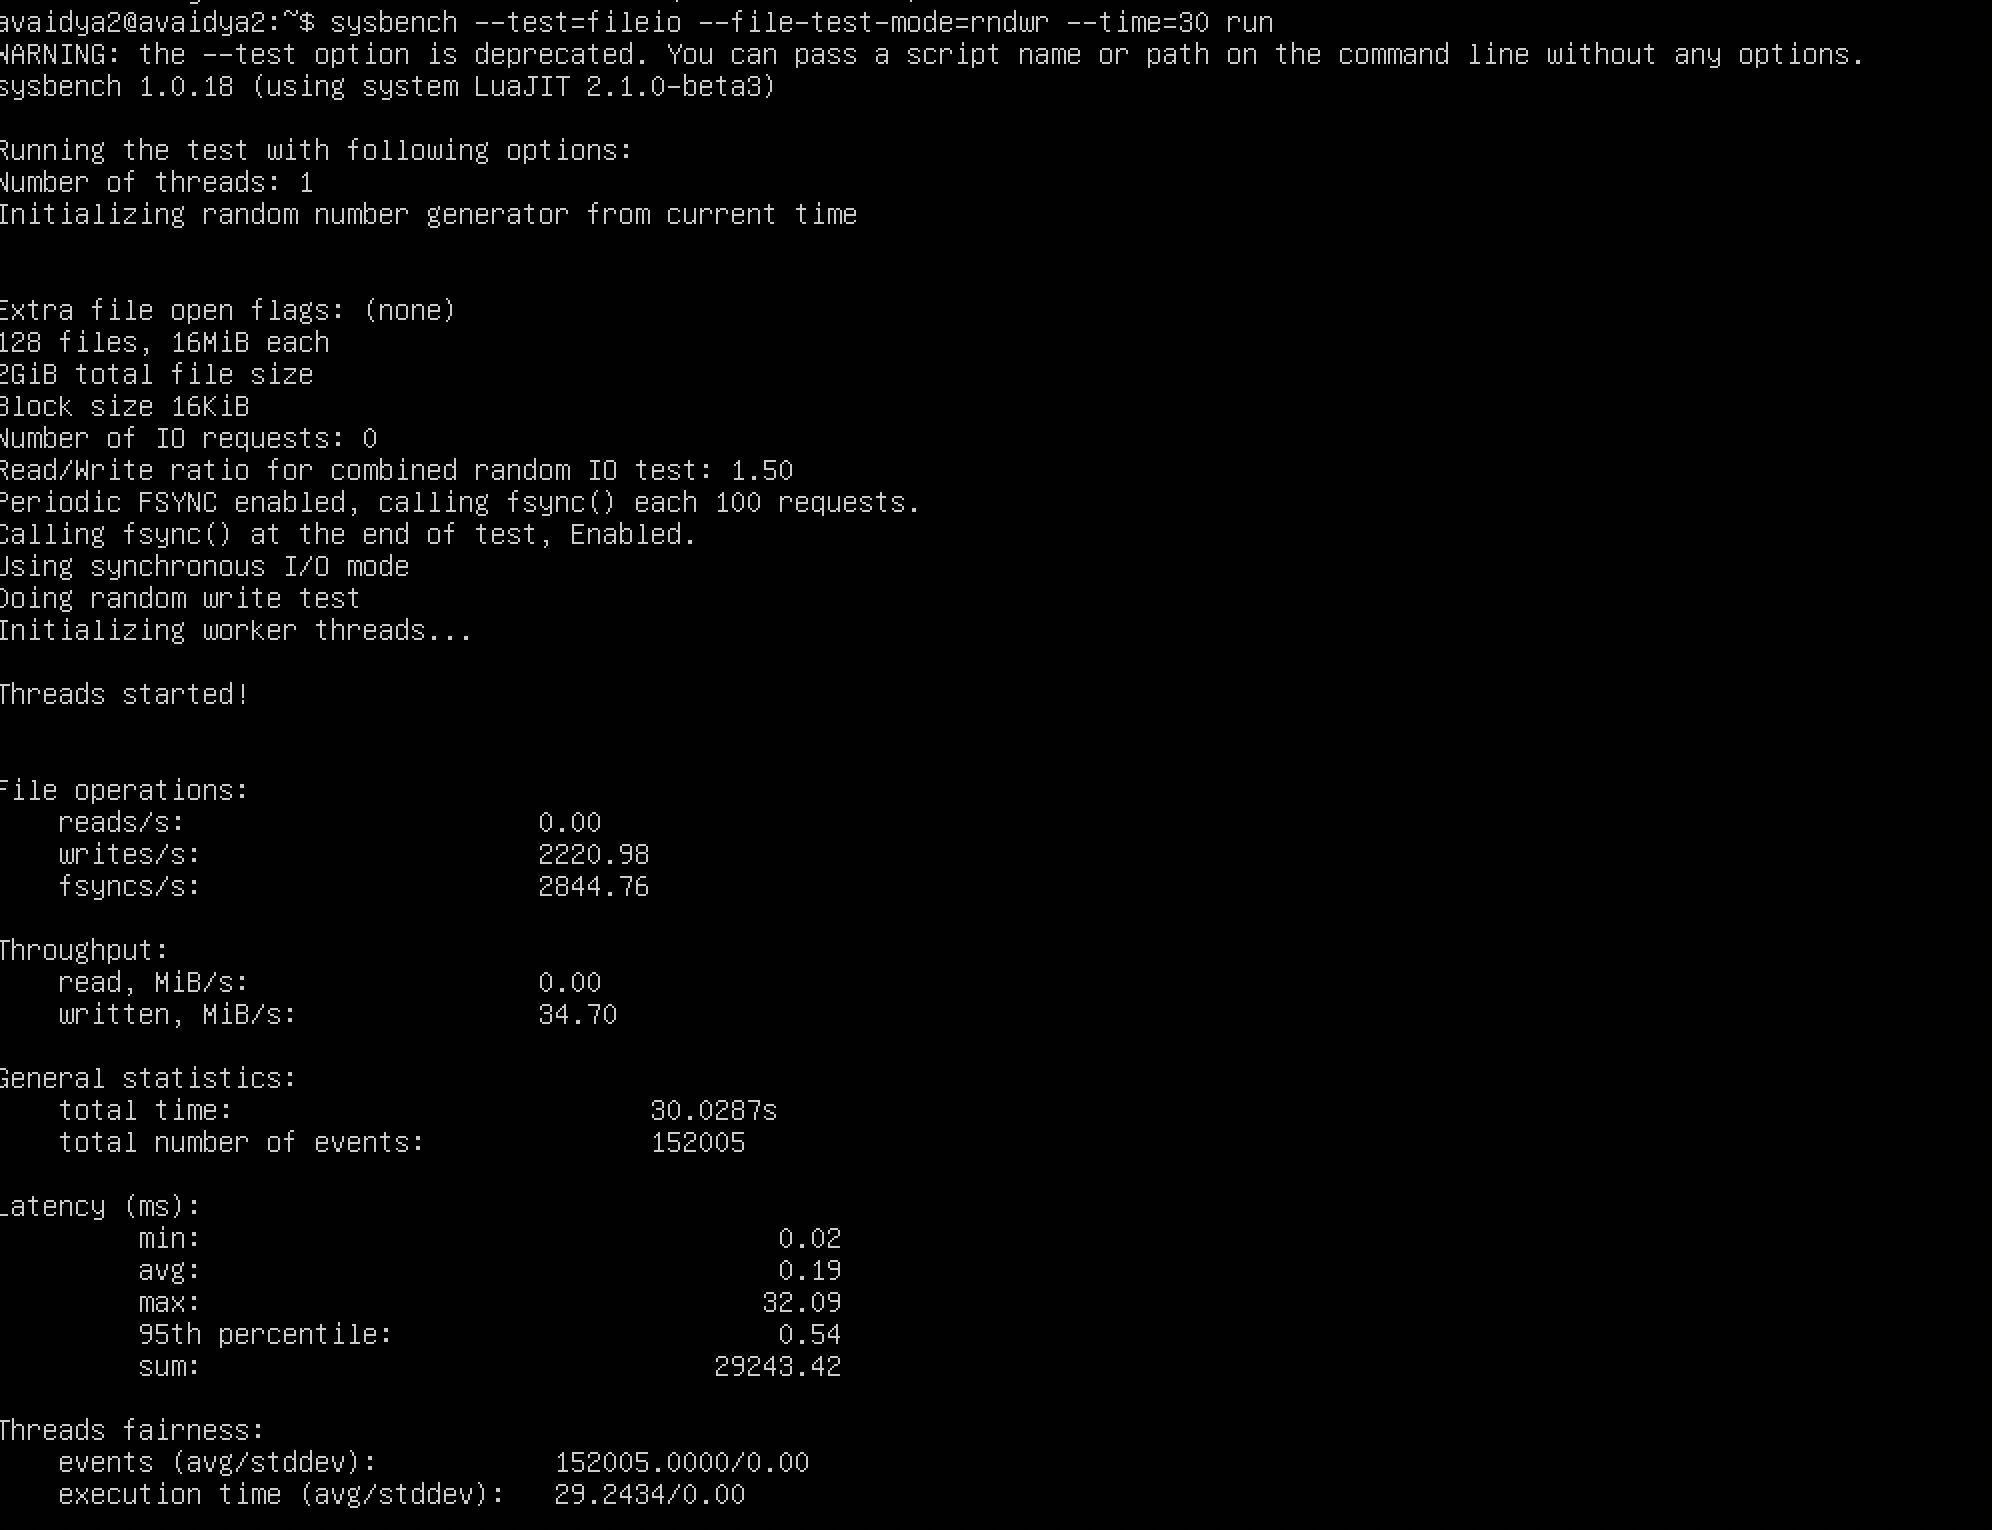 avaidya2@avaidya2:~$ sysbench --test=fileio --file-test-mode=rndwr --time=30 run
WARNING: the --test option is deprecated. You can pass a script name or path on the command line without any options.
sysbench 1.0.18 (using system LuaJIT 2.1.0-beta3)
Running the test with following options:
Number of threads: 1
Initializing random number generator from current time
Extra file open flags: (none)
128 files, 16MiB each
2GiB total file size
Block size 16KiB
Number of IO requests: 0
Read/Write ratio for combined random IO test: 1.50
Periodic FSYNC enabled, calling fsync() each 100 requests.
Calling fsync() at the end of test, Enabled.
Using synchronous I/O mode
Doing random write test
Initializing worker threads...
Threads started!
File operations:
reads/s: 0.00
writes/s: 2220.98
fsyncs/s: 2844.76
Throughput:
read, MiB/s: 0.00
written, MiB/s: 34.70
General statistics:
total time: 30.0287s
total number of events: 152005
Latency (ms):
min: 0.02
avg: 0.19
max: 32.09
95th percentile: 0.54
sum: 29243.42
Threads fairness:
events (avg/stddev): 152005.0000/0.00
execution time (avg/stddev): 29.2434/0.00